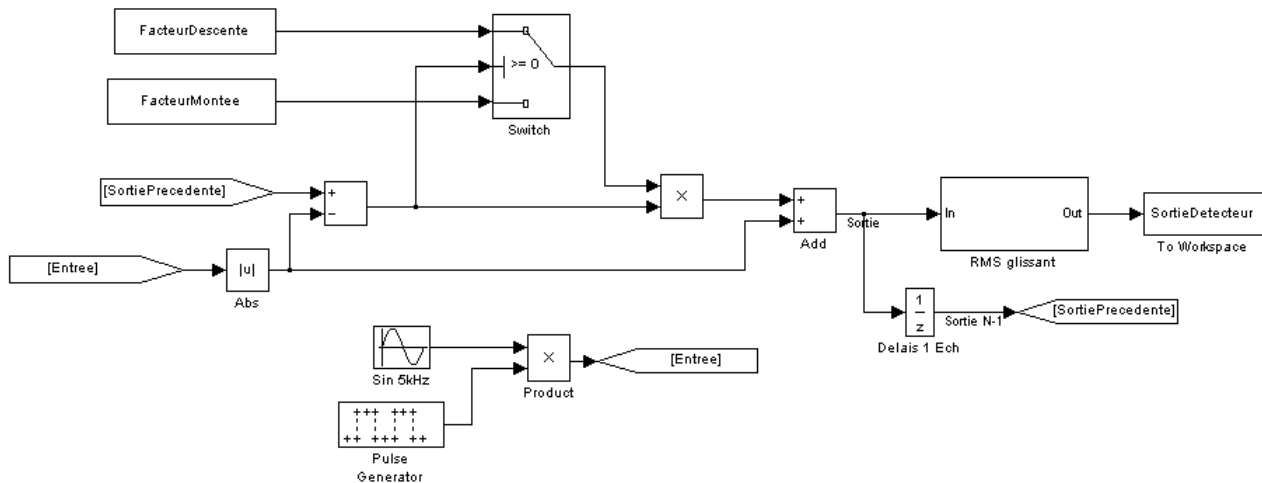 FacteurDescente
>= 0
FacteurMontee
Switch
[SortiePrecedente]
+
−
×
+
+
Add
Sortie
In
Out
RMS glissant
SortieDetecteur
To Workspace
[Entree]
|u|
Abs
1
z
Delais 1 Ech
Sortie N-1
[SortiePrecedente]
Sin 5kHz
×
Product
[Entree]
Pulse
Generator